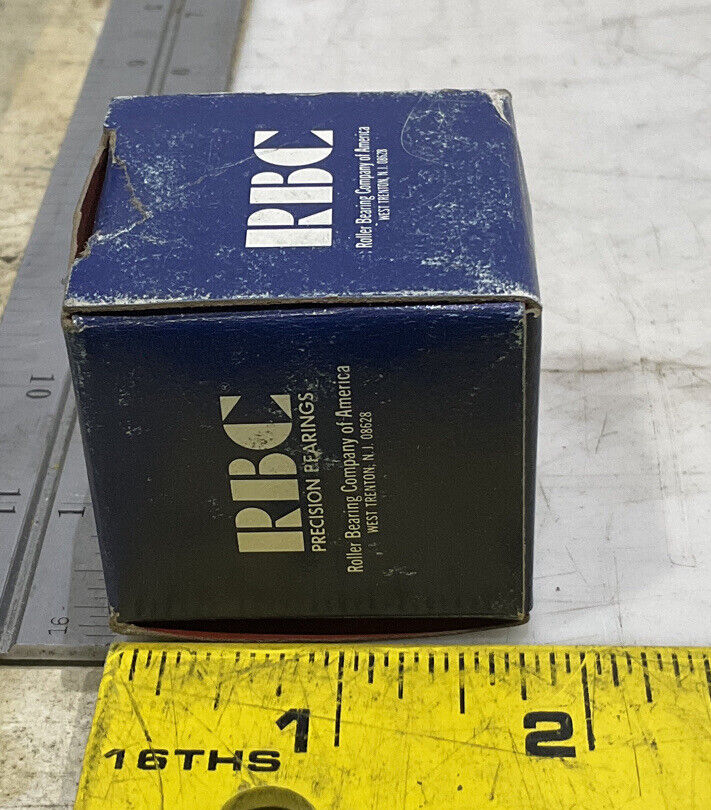 RBC
Roller Bearing Company of America
WEST TRENTON, N.J. 08628
RBC
PRECISION BEARINGS
Roller Bearing Company of America
WEST TRENTON, N.J. 08628
10
11
1
16
1
2
16THS